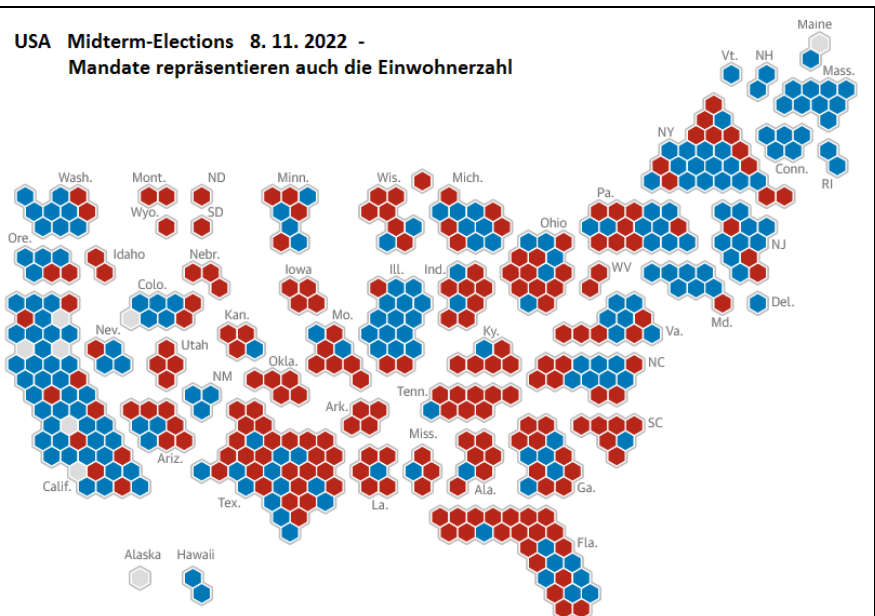 USA Midterm-Elections 8. 11. 2022 -
Mandate repräsentieren auch die Einwohnerzahl
Maine
Vt.
NH
Mass.
NY
Conn.
RI
Wash.
Mont.
ND
Minn.
Wis.
Mich.
Pa.
Wyo.
SD
Ohio
NJ
Ore.
Idaho
Nebr.
Iowa
Ill.
Ind.
WV
Colo.
Del.
Md.
Kan.
Mo.
Nev.
Utah
Ky.
Va.
Okla.
NC
NM
Tenn.
Ark.
SC
Miss.
Ariz.
Calif.
Tex.
La.
Ala.
Ga.
Fla.
Alaska
Hawaii